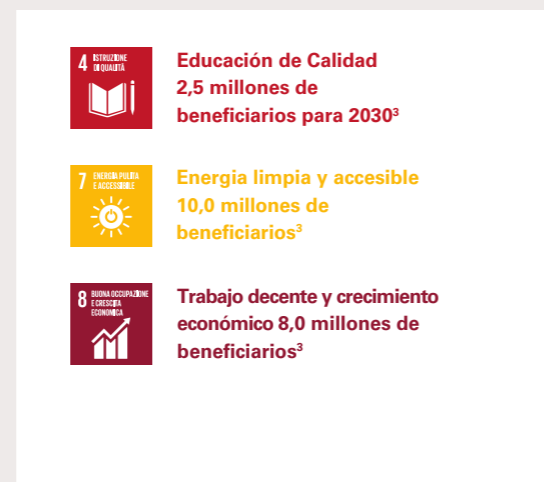 4 ISTRUZIONE
DI QUALITÀ
Educación de Calidad
2,5 millones de
beneficiarios para 2030³
7 ENERGIA PULITA
E ACCESSIBILE
Energia limpia y accesible
10,0 millones de
beneficiarios³
8 BUONA OCCUPAZIONE
E CRESCITA
ECONOMICA
Trabajo decente y crecimiento
económico 8,0 millones de
beneficiarios³